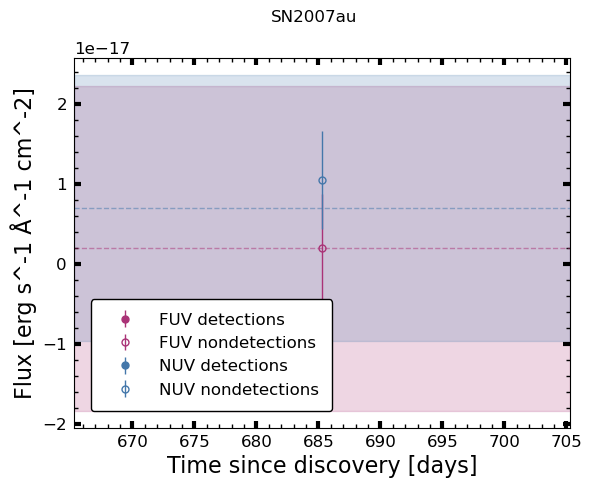 SN2007au
1e−17
Flux [erg s^-1 Å^-1 cm^-2]
2
1
0
−1
−2
FUV detections
FUV nondetections
NUV detections
NUV nondetections
670 675 680 685 690 695 700 705
Time since discovery [days]